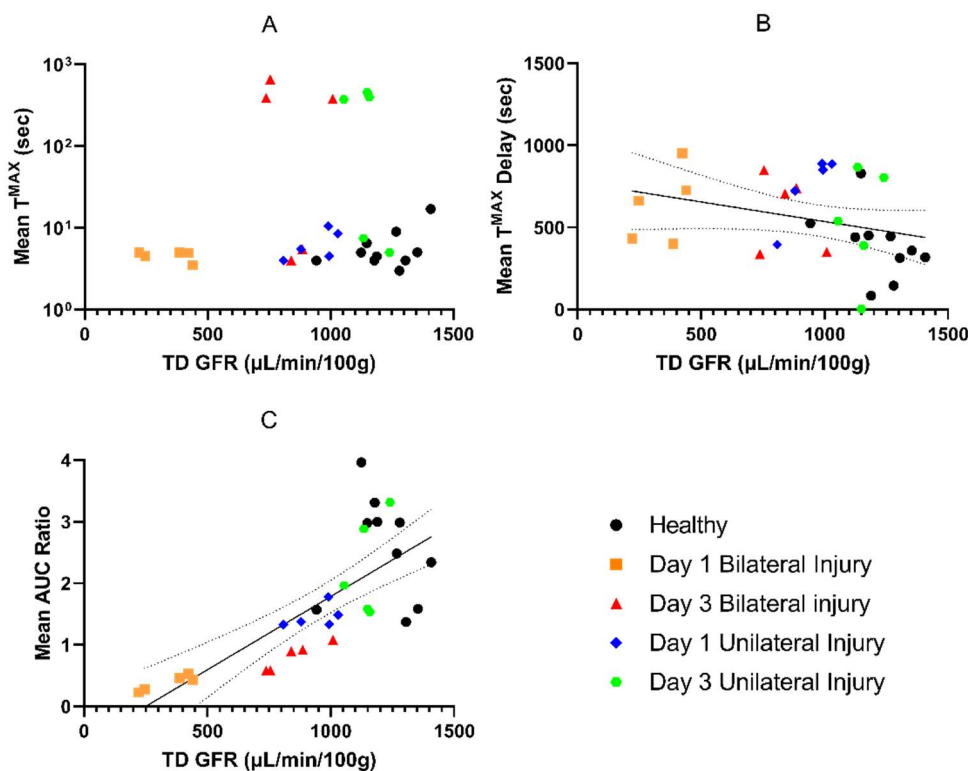 A
Mean T^MAX (sec)
10³
10²
10¹
10⁰
0 500 1000 1500
TD GFR (μL/min/100g)
B
Mean T^MAX Delay (sec)
1500
1000
500
0
0 500 1000 1500
TD GFR (μL/min/100g)
C
Mean AUC Ratio
4
3
2
1
0
0 500 1000 1500
TD GFR (μL/min/100g)
Healthy
Day 1 Bilateral Injury
Day 3 Bilateral injury
Day 1 Unilateral Injury
Day 3 Unilateral Injury